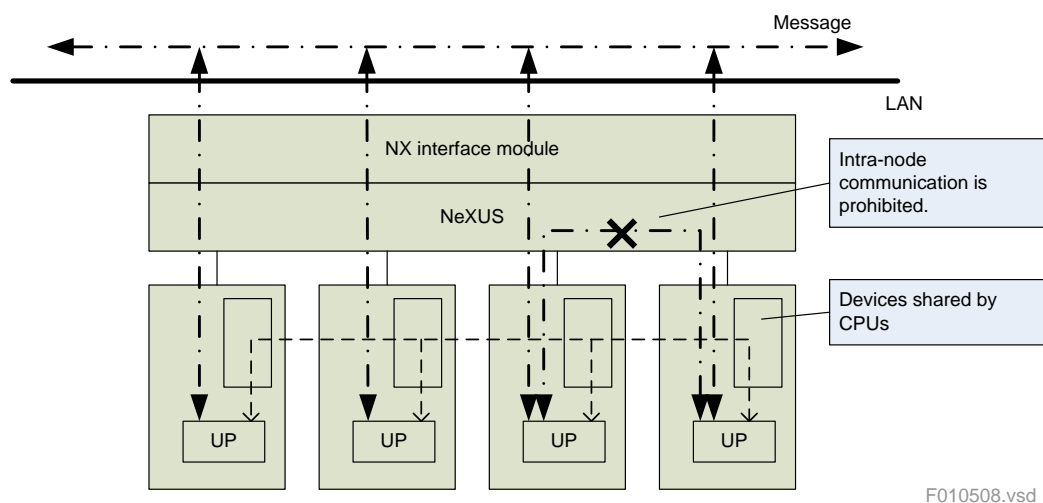 Message
LAN
NX interface module
NeXUS
Intra-node
communication is
prohibited.
Devices shared by
CPUs
UP
UP
UP
UP
F010508.vsd